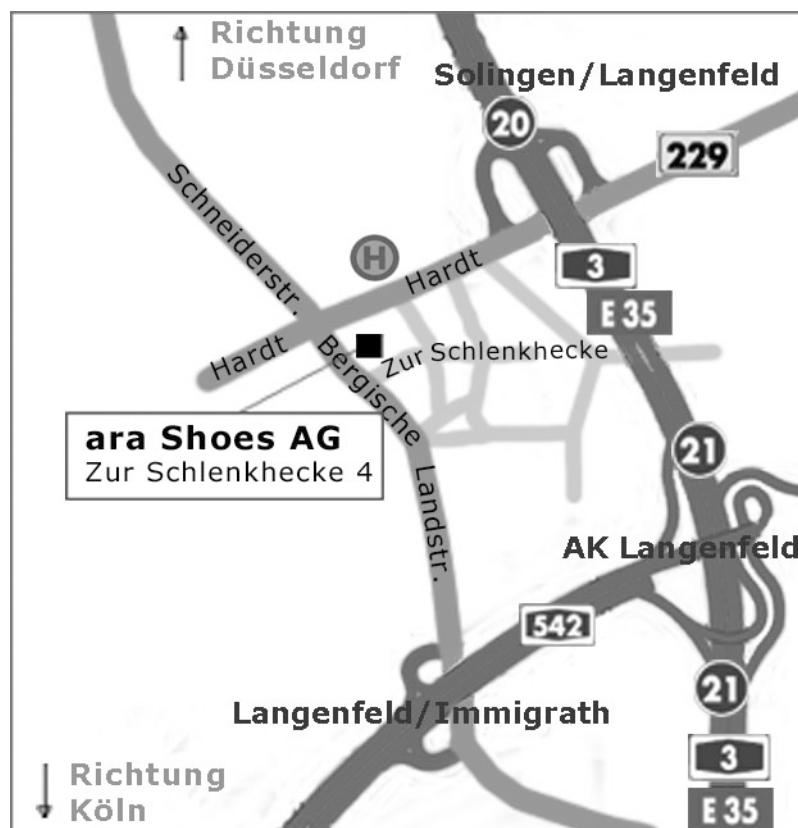 Richtung
Düsseldorf
Solingen/Langenfeld
20
229
Schneiderstr.
H
Hardt
3
E 35
Hardt
Bergische Landstr.
Zur Schlenkhecke
ara Shoes AG
Zur Schlenkhecke 4
21
AK Langenfeld
542
21
Langenfeld/Immigrath
3
E 35
Richtung
Köln